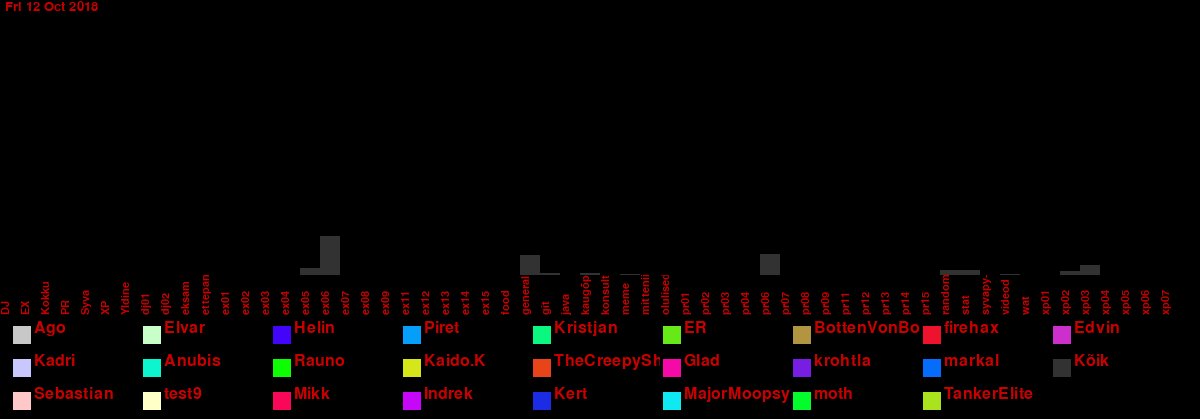 Fri 12 Oct 2018
DJ
EX
Kokku
PR
Syva
XP
Yldine
dj01
dj02
eksam
ettepan
ex01
ex02
ex03
ex04
ex05
ex06
ex07
ex08
ex09
ex11
ex12
ex13
ex14
ex15
food
general
git
java
kaugõp
konsult
meme
mittenii
olulised
pr01
pr02
pr03
pr04
pr05
pr06
pr07
pr08
pr09
pr11
pr12
pr13
pr14
pr15
random
stat
syvapy-
videod
wat
xp01
xp02
xp03
xp04
xp05
xp06
xp07
Ago Elvar Helin Piret Kristjan ER BottenVonBo firehax Edvin
Kadri Anubis Rauno Kaido.K TheCreepySh Glad krohtla markal Kõik
Sebastian test9 Mikk Indrek Kert MajorMoopsy moth TankerElite